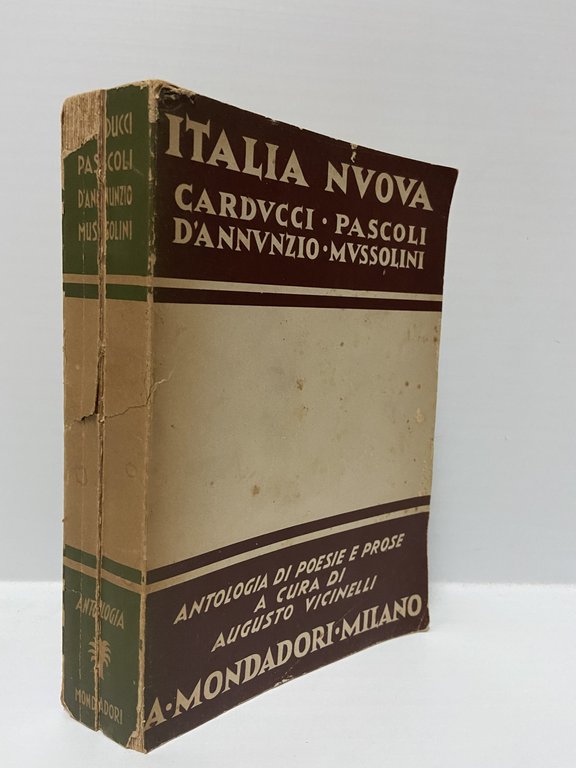 ITALIA NVOVA
CARDVCCI · PASCOLI
D'ANNVNZIO · MVSSOLINI
ANTOLOGIA DI POESIE E PROSE
A CURA DI
AUGUSTO VICINELLI
A · MONDADORI · MILANO
DUCCI
PASCOLI
D'ANNUNZIO
MUSSOLINI
ANTOLOGIA
MONDADORI